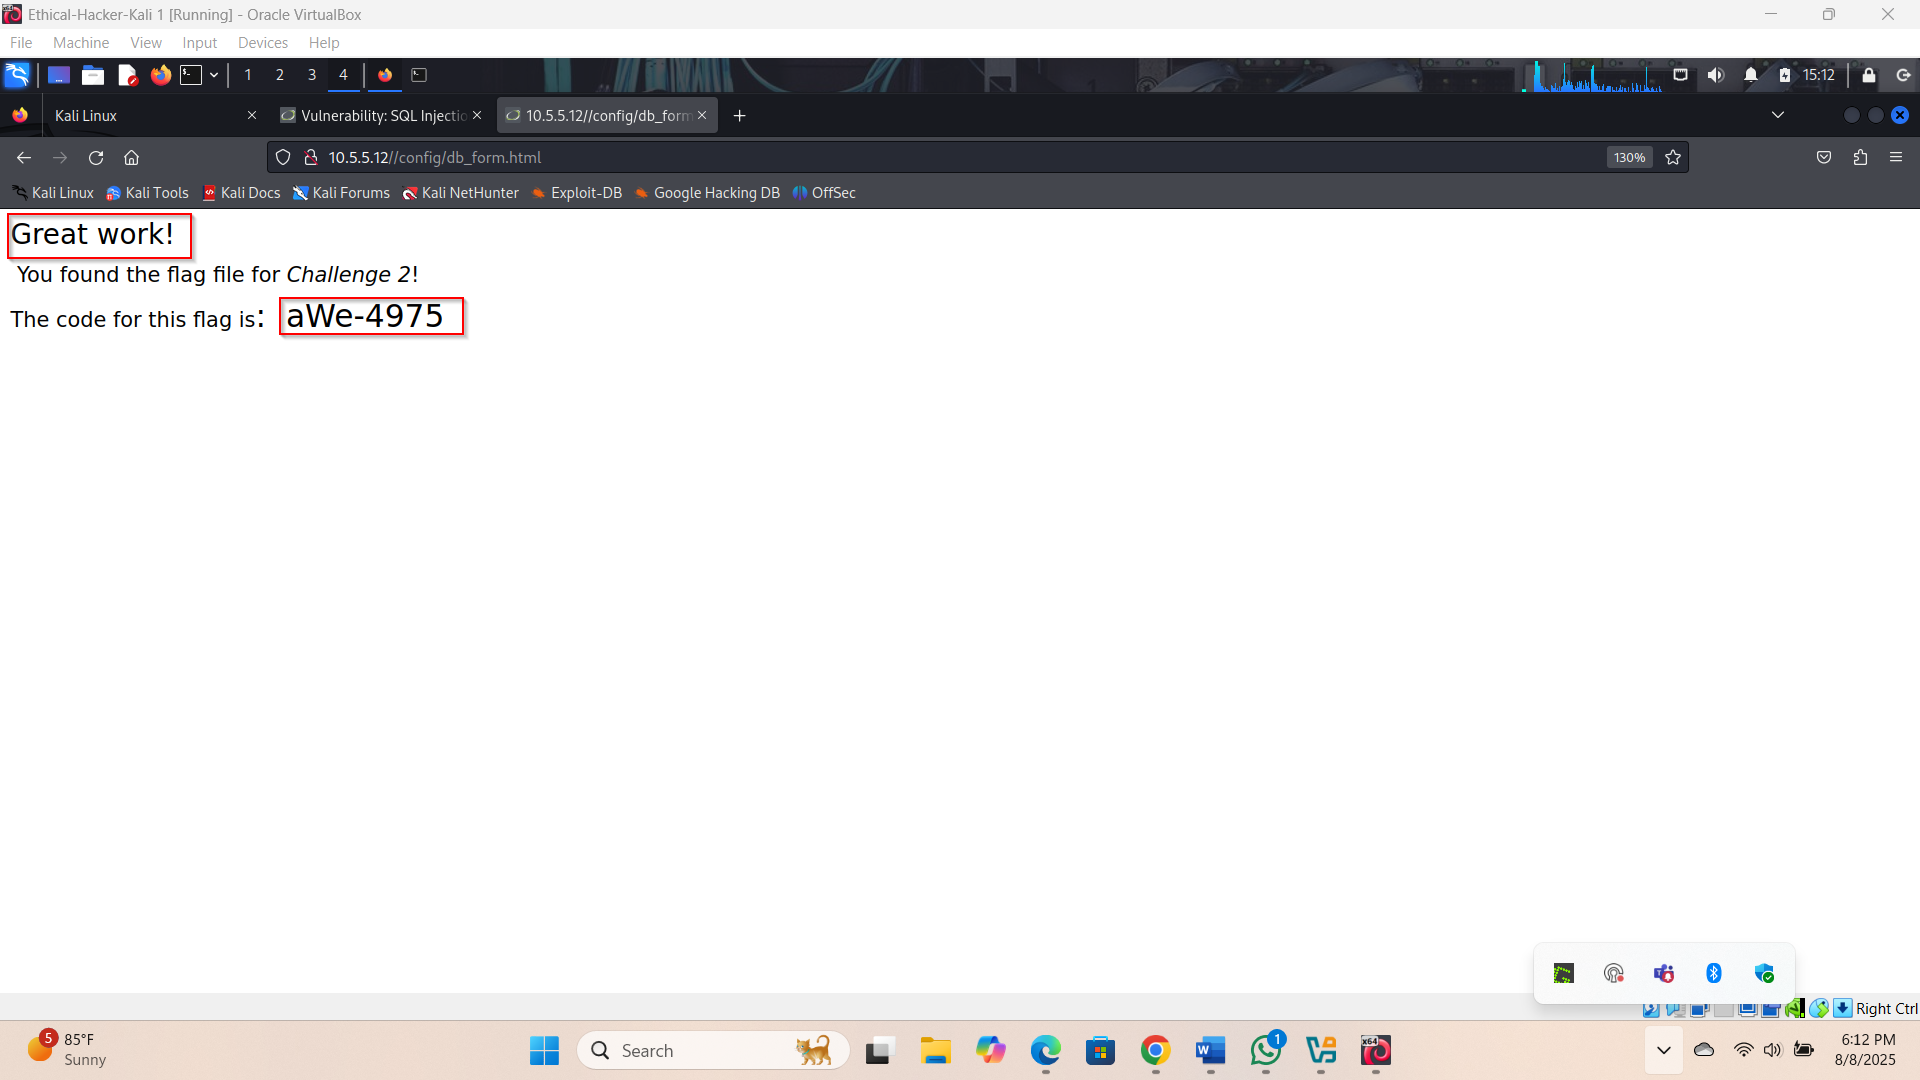 Ethical-Hacker-Kali 1 [Running] - Oracle VirtualBox
File Machine View Input Devices Help
1 2 3 4 15:12
Kali Linux Vulnerability: SQL Injectio 10.5.5.12//config/db_form
10.5.5.12//config/db_form.html 130%
Kali Linux Kali Tools Kali Docs Kali Forums Kali NetHunter Exploit-DB Google Hacking DB OffSec
Great work!
You found the flag file for Challenge 2!
The code for this flag is: aWe-4975
Right Ctrl
5 85°F
Sunny
Search
1
x64
6:12 PM
8/8/2025